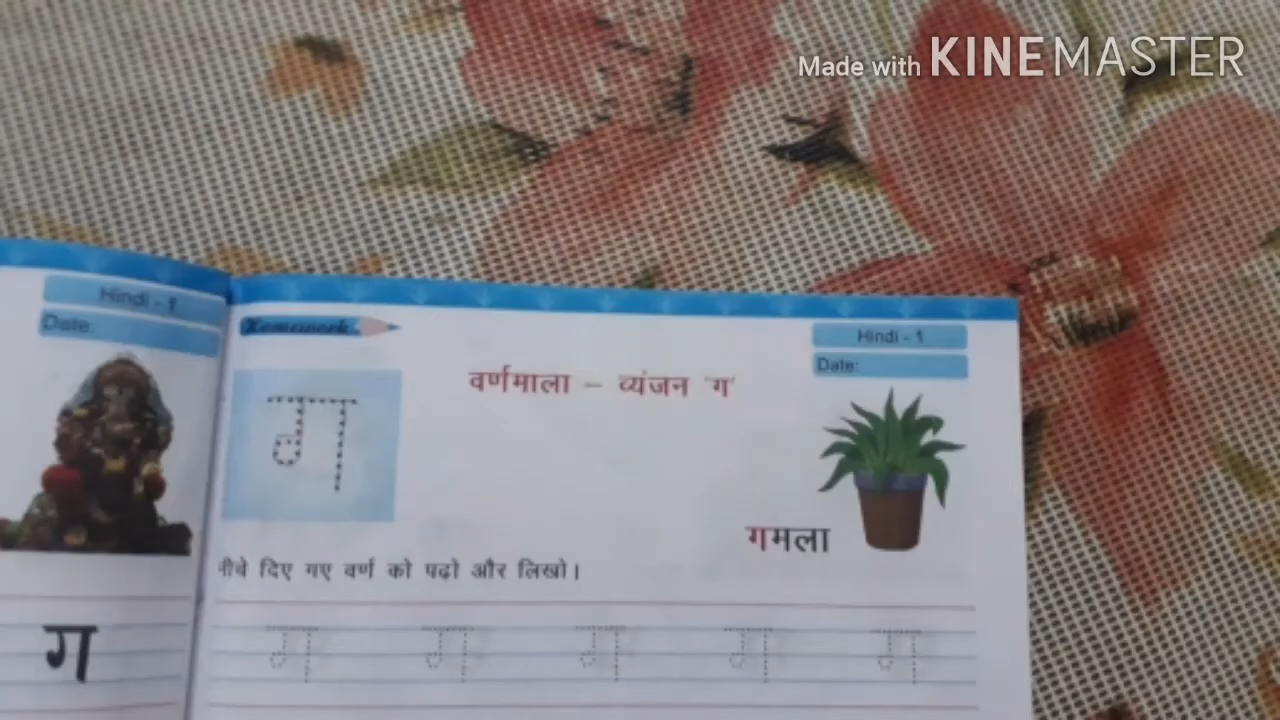 Made with KINEMASTER
Hindi - 1
Date:
ग
Homework
Hindi - 1
Date:
वर्णमाला – व्यंजन 'ग'
ग
गमला
नीचे दिए गए वर्ण को पढ़ो और लिखो।
ग ग ग ग ग